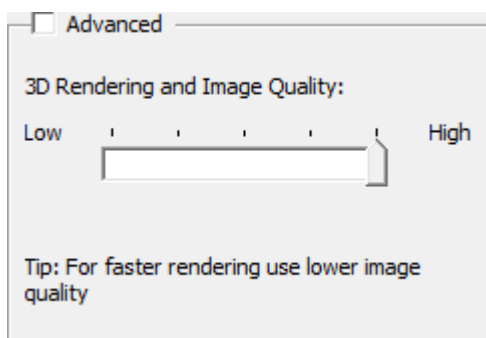 Advanced
3D Rendering and Image Quality:
Low High
Tip: For faster rendering use lower image
quality